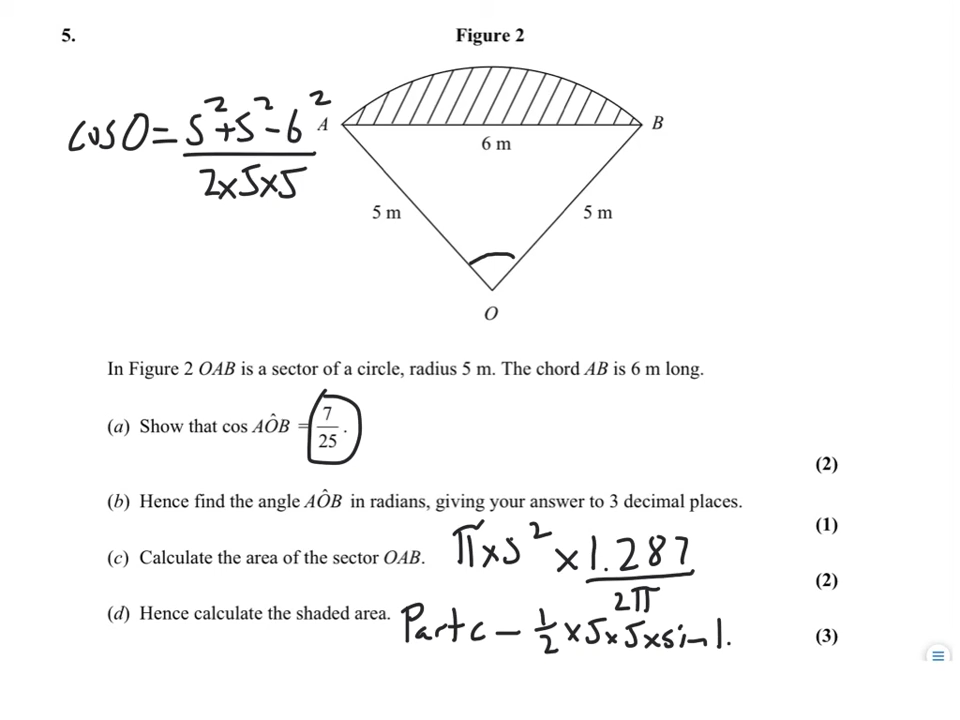 5.
Figure 2
cos O = 5² + 5² - 6²
2×5×5
A
B
6 m
5 m
5 m
O
In Figure 2 OAB is a sector of a circle, radius 5 m. The chord AB is 6 m long.
(a) Show that cos AÔB = 7/25.
(2)
(b) Hence find the angle AÔB in radians, giving your answer to 3 decimal places.
(1)
(c) Calculate the area of the sector OAB. π×5² × 1.287/2π
(2)
(d) Hence calculate the shaded area. Part c - 1/2 ×5×5×sin 1.
(3)